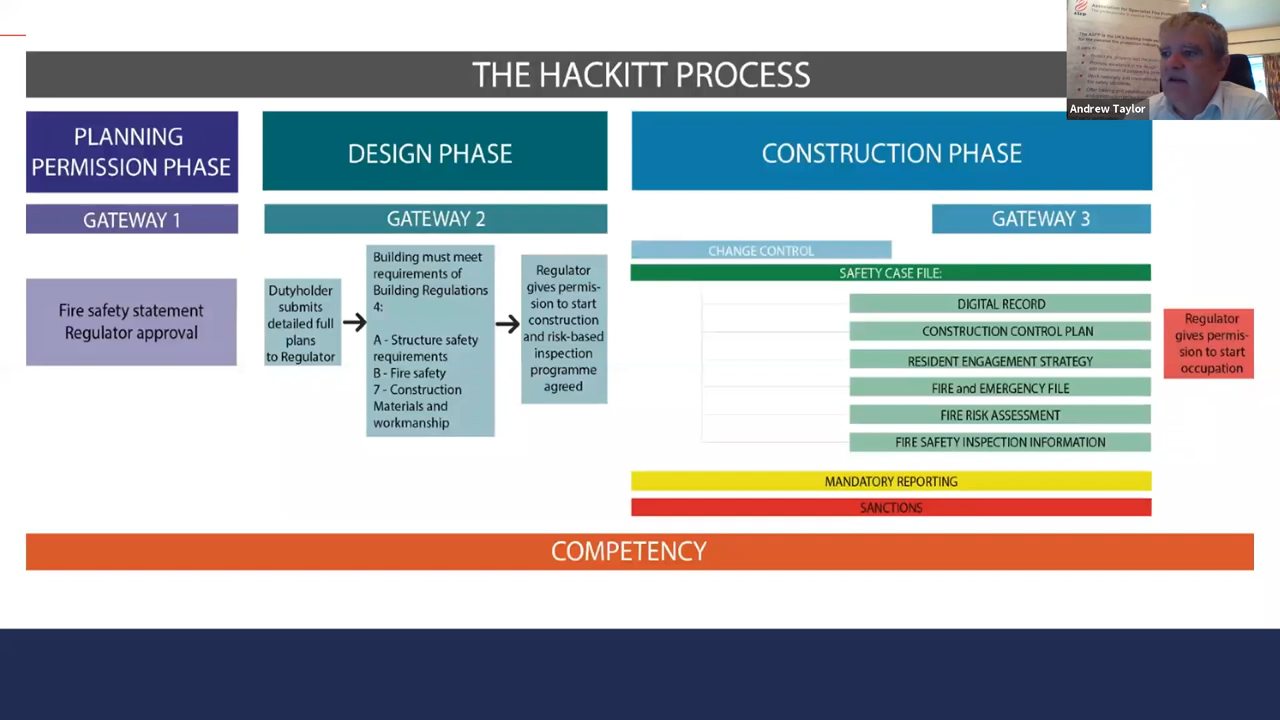 THE HACKITT PROCESS
Andrew Taylor
PLANNING
PERMISSION PHASE
DESIGN PHASE
CONSTRUCTION PHASE
GATEWAY 1
GATEWAY 2
GATEWAY 3
Fire safety statement
Regulator approval
Dutyholder
submits
detailed full
plans
to Regulator
Building must meet
requirements of
Building Regulations
4:
A - Structure safety
requirements
B - Fire safety
7 - Construction
Materials and
workmanship
Regulator
gives permis-
sion to start
construction
and risk-based
inspection
programme
agreed
CHANGE CONTROL
SAFETY CASE FILE:
DIGITAL RECORD
CONSTRUCTION CONTROL PLAN
RESIDENT ENGAGEMENT STRATEGY
FIRE and EMERGENCY FILE
FIRE RISK ASSESSMENT
FIRE SAFETY INSPECTION INFORMATION
Regulator
gives permis-
sion to start
occupation
MANDATORY REPORTING
SANCTIONS
COMPETENCY